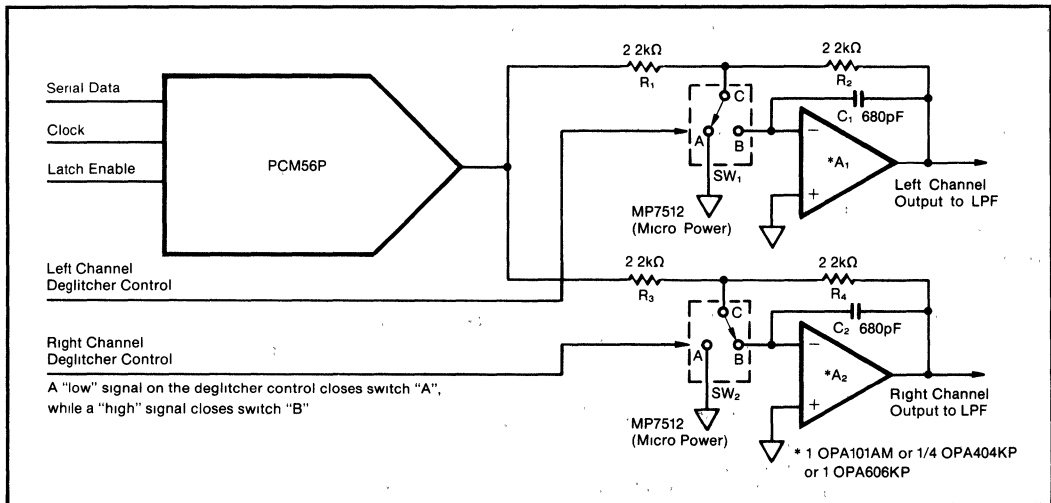 Serial Data
Clock
Latch Enable
PCM56P
2 2kΩ
R1
2 2kΩ
R2
C
A
B
SW1
C1 680pF
−
+
*A1
Left Channel
Output to LPF
MP7512
(Micro Power)
Left Channel
Deglitcher Control
2 2kΩ
R3
2 2kΩ
R4
C
A
B
SW2
C2 680pF
−
+
*A2
Right Channel
Output to LPF
MP7512
(Micro Power)
Right Channel
Deglitcher Control
A "low" signal on the deglitcher control closes switch "A",
while a "high" signal closes switch "B"
* 1 OPA101AM or 1/4 OPA404KP
or 1 OPA606KP